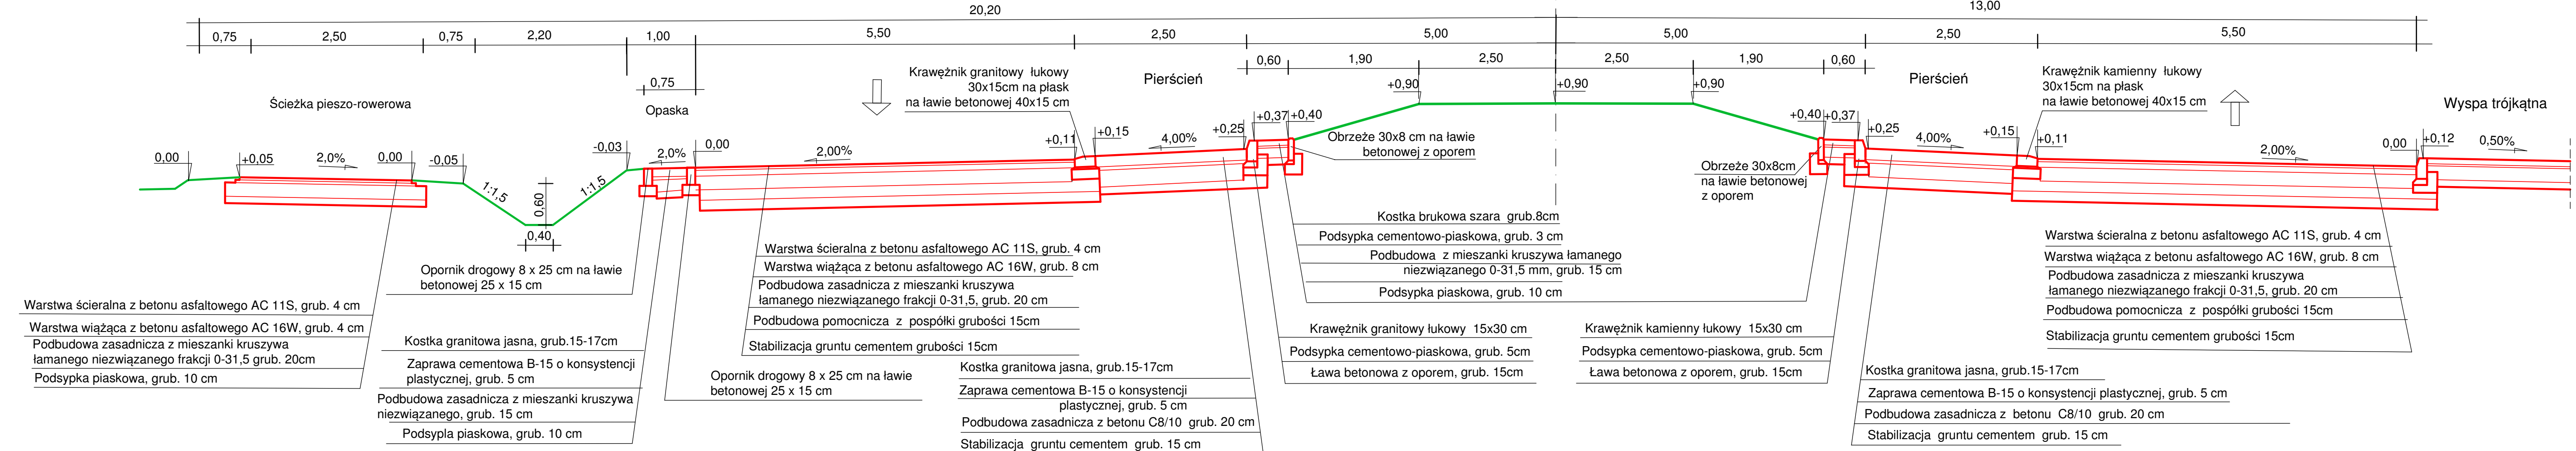 20,20
13,00
0,75
2,50
0,75
2,20
1,00
5,50
2,50
5,00
5,00
2,50
5,50
0,60
1,90
2,50
2,50
1,90
0,60
0,75
Ścieżka pieszo-rowerowa
Opaska
Krawężnik granitowy łukowy
30x15cm na płask
na ławie betonowej 40x15 cm
Pierścień
+0,90
+0,90
+0,90
Pierścień
Krawężnik kamienny łukowy
30x15cm na płask
na ławie betonowej 40x15 cm
Wyspa trójkątna
0,00
+0,05
2,0%
0,00
-0,05
1:1,5
0,60
0,40
1:1,5
-0,03
2,0%
0,00
2,00%
+0,11
+0,15
4,00%
+0,25
+0,37
+0,40
Obrzeże 30x8 cm na ławie
betonowej z oporem
+0,40
+0,37
+0,25
4,00%
+0,15
+0,11
2,00%
0,00
+0,12
0,50%
Obrzeże 30x8cm
na ławie betonowej
z oporem
Warstwa ścieralna z betonu asfaltowego AC 11S, grub. 4 cm
Warstwa wiążąca z betonu asfaltowego AC 16W, grub. 4 cm
Podbudowa zasadnicza z mieszanki kruszywa
łamanego niezwiązanego frakcji 0-31,5 grub. 20cm
Podsypka piaskowa, grub. 10 cm
Opornik drogowy 8 x 25 cm na ławie
betonowej 25 x 15 cm
Kostka granitowa jasna, grub.15-17cm
Zaprawa cementowa B-15 o konsystencji
plastycznej, grub. 5 cm
Podbudowa zasadnicza z mieszanki kruszywa
niezwiązanego, grub. 15 cm
Podsypla piaskowa, grub. 10 cm
Warstwa ścieralna z betonu asfaltowego AC 11S, grub. 4 cm
Warstwa wiążąca z betonu asfaltowego AC 16W, grub. 8 cm
Podbudowa zasadnicza z mieszanki kruszywa
łamanego niezwiązanego frakcji 0-31,5, grub. 20 cm
Podbudowa pomocnicza z pospółki grubości 15cm
Stabilizacja gruntu cementem grubości 15cm
Opornik drogowy 8 x 25 cm na ławie
betonowej 25 x 15 cm
Kostka granitowa jasna, grub.15-17cm
Zaprawa cementowa B-15 o konsystencji
plastycznej, grub. 5 cm
Podbudowa zasadnicza z betonu C8/10 grub. 20 cm
Stabilizacja gruntu cementem grub. 15 cm
Kostka brukowa szara grub.8cm
Podsypka cementowo-piaskowa, grub. 3 cm
Podbudowa z mieszanki kruszywa łamanego
niezwiązanego 0-31,5 mm, grub. 15 cm
Podsypka piaskowa, grub. 10 cm
Krawężnik granitowy łukowy 15x30 cm
Podsypka cementowo-piaskowa, grub. 5cm
Ława betonowa z oporem, grub. 15cm
Krawężnik kamienny łukowy 15x30 cm
Podsypka cementowo-piaskowa, grub. 5cm
Ława betonowa z oporem, grub. 15cm
Warstwa ścieralna z betonu asfaltowego AC 11S, grub. 4 cm
Warstwa wiążąca z betonu asfaltowego AC 16W, grub. 8 cm
Podbudowa zasadnicza z mieszanki kruszywa
łamanego niezwiązanego frakcji 0-31,5, grub. 20 cm
Podbudowa pomocnicza z pospółki grubości 15cm
Stabilizacja gruntu cementem grubości 15cm
Kostka granitowa jasna, grub.15-17cm
Zaprawa cementowa B-15 o konsystencji plastycznej, grub. 5 cm
Podbudowa zasadnicza z betonu C8/10 grub. 20 cm
Stabilizacja gruntu cementem grub. 15 cm